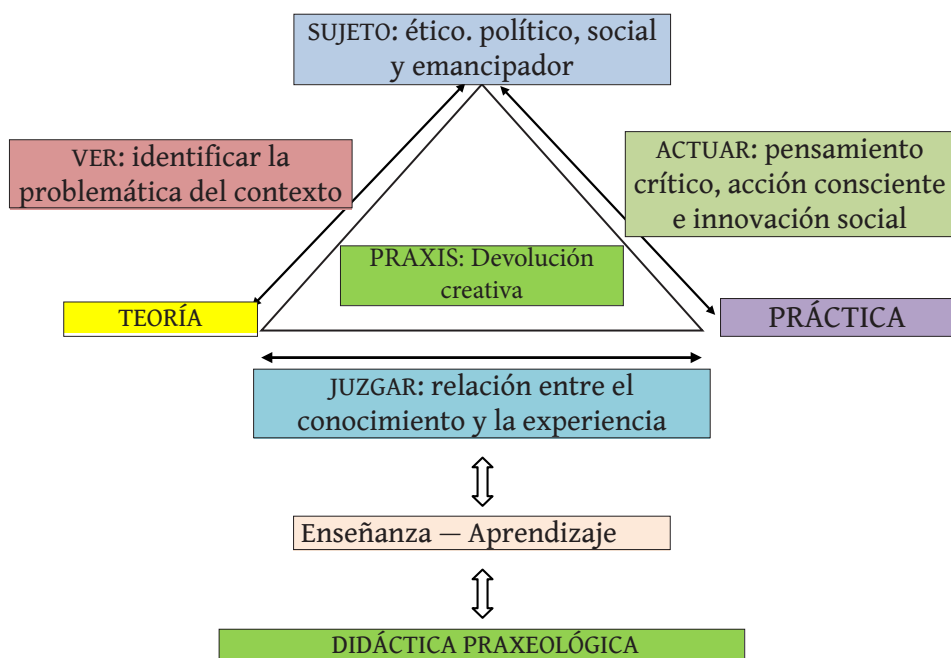 SUJETO: ético. político, social
y emancipador
VER: identificar la
problemática del contexto
ACTUAR: pensamiento
crítico, acción consciente
e innovación social
PRAXIS: Devolución
creativa
TEORÍA
PRÁCTICA
JUZGAR: relación entre el
conocimiento y la experiencia
Enseñanza — Aprendizaje
DIDÁCTICA PRAXEOLÓGICA